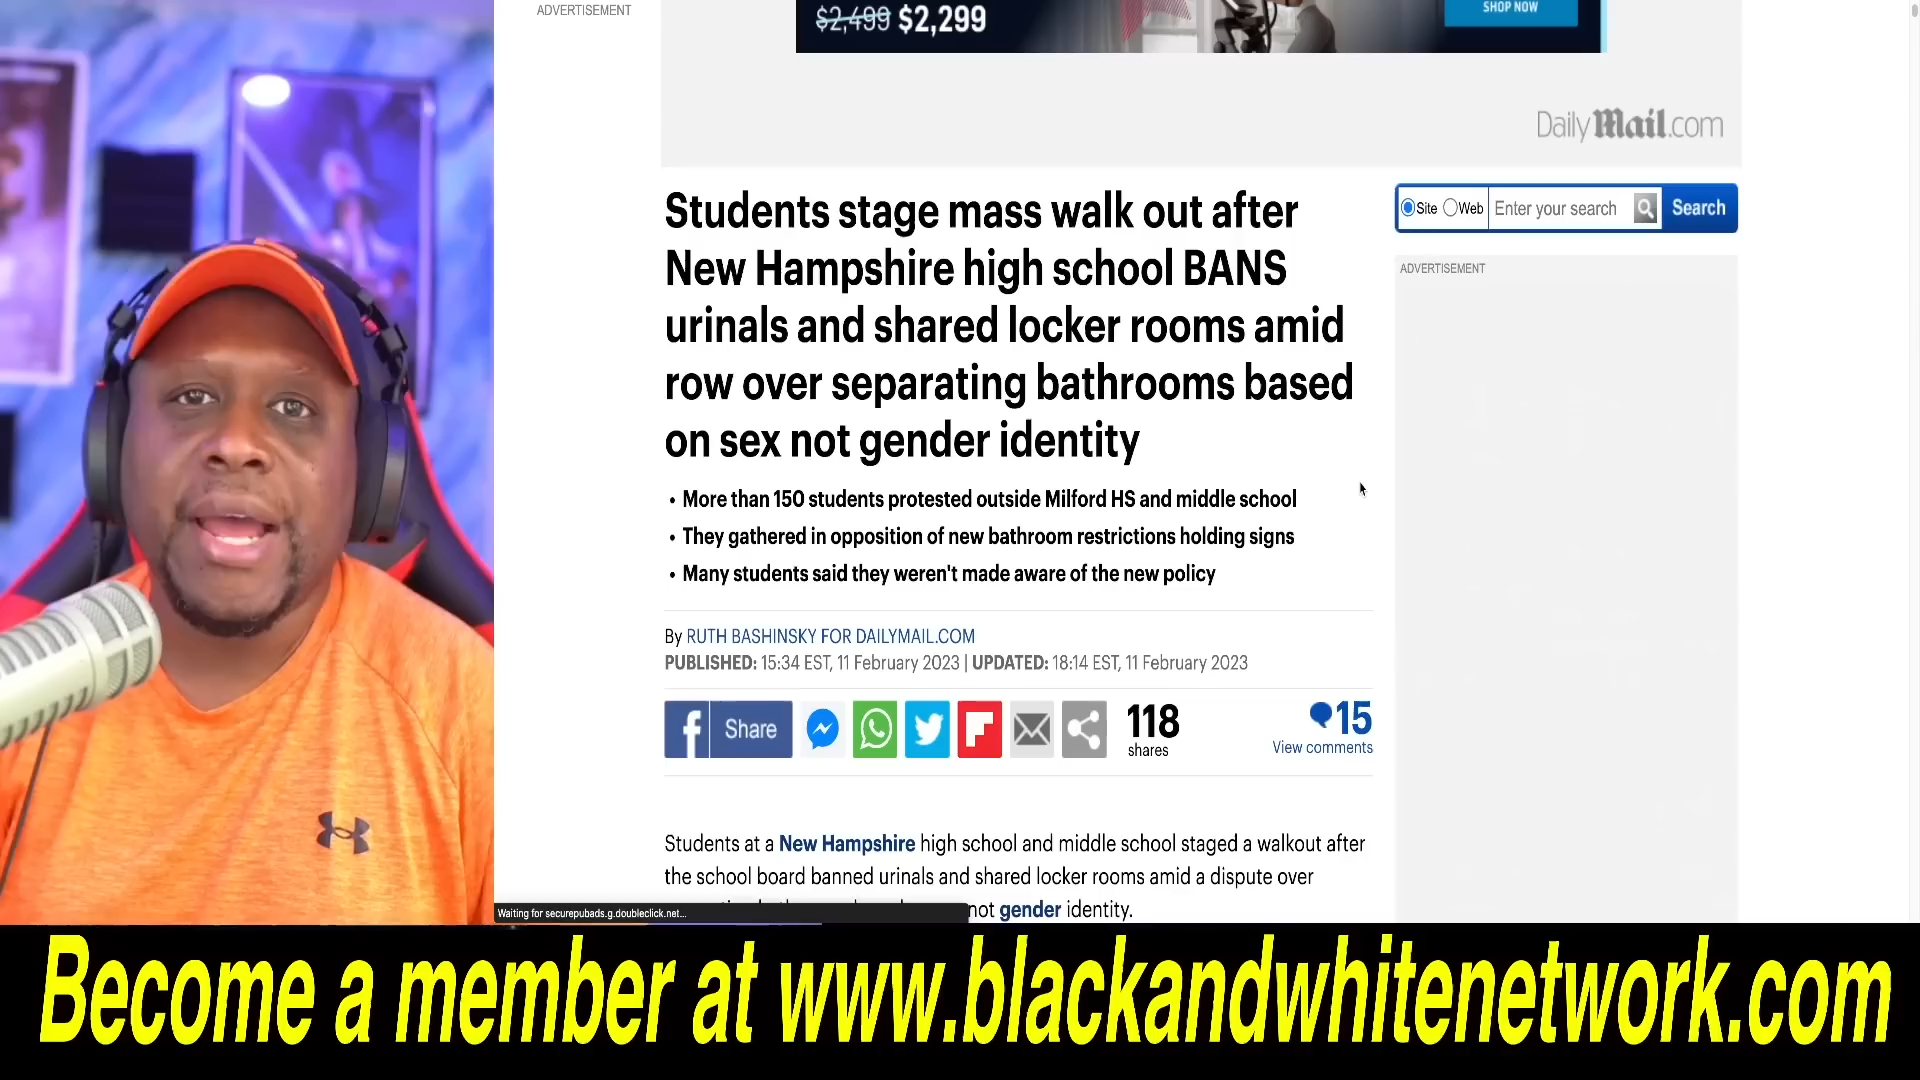 ADVERTISEMENT
$2,499 $2,299
SHOP NOW
DailyMail.com
Students stage mass walk out after
New Hampshire high school BANS
urinals and shared locker rooms amid
row over separating bathrooms based
on sex not gender identity
• More than 150 students protested outside Milford HS and middle school
• They gathered in opposition of new bathroom restrictions holding signs
• Many students said they weren't made aware of the new policy
By RUTH BASHINSKY FOR DAILYMAIL.COM
PUBLISHED: 15:34 EST, 11 February 2023 | UPDATED: 18:14 EST, 11 February 2023
Share
118
shares
15
View comments
Students at a New Hampshire high school and middle school staged a walkout after
the school board banned urinals and shared locker rooms amid a dispute over
not gender identity.
Site Web Enter your search Search
ADVERTISEMENT
Waiting for securepubads.g.doubleclick.net...
Become a member at www.blackandwhitenetwork.com